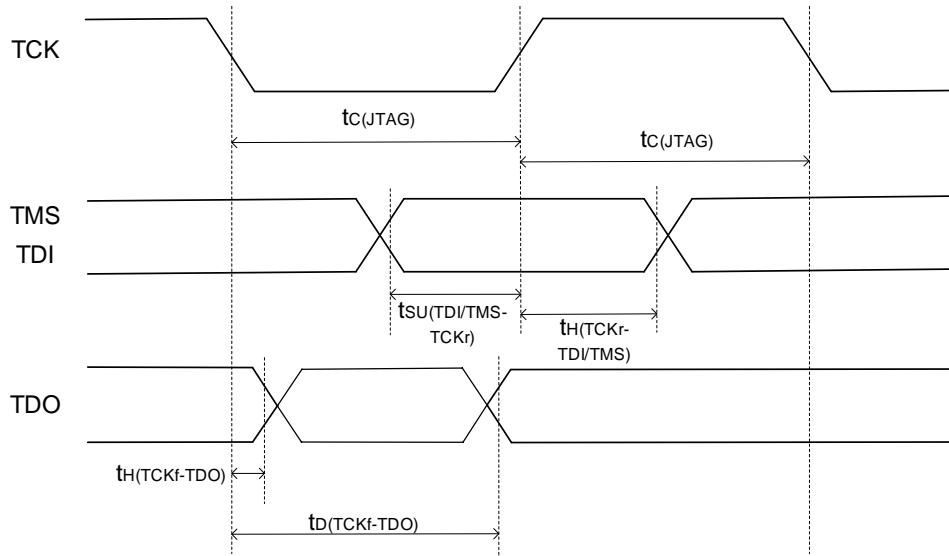 TCK
tC(JTAG)
tC(JTAG)
TMS
TDI
tSU(TDI/TMS-
TCKr)
tH(TCKr-
TDI/TMS)
TDO
tH(TCKf-TDO)
tD(TCKf-TDO)